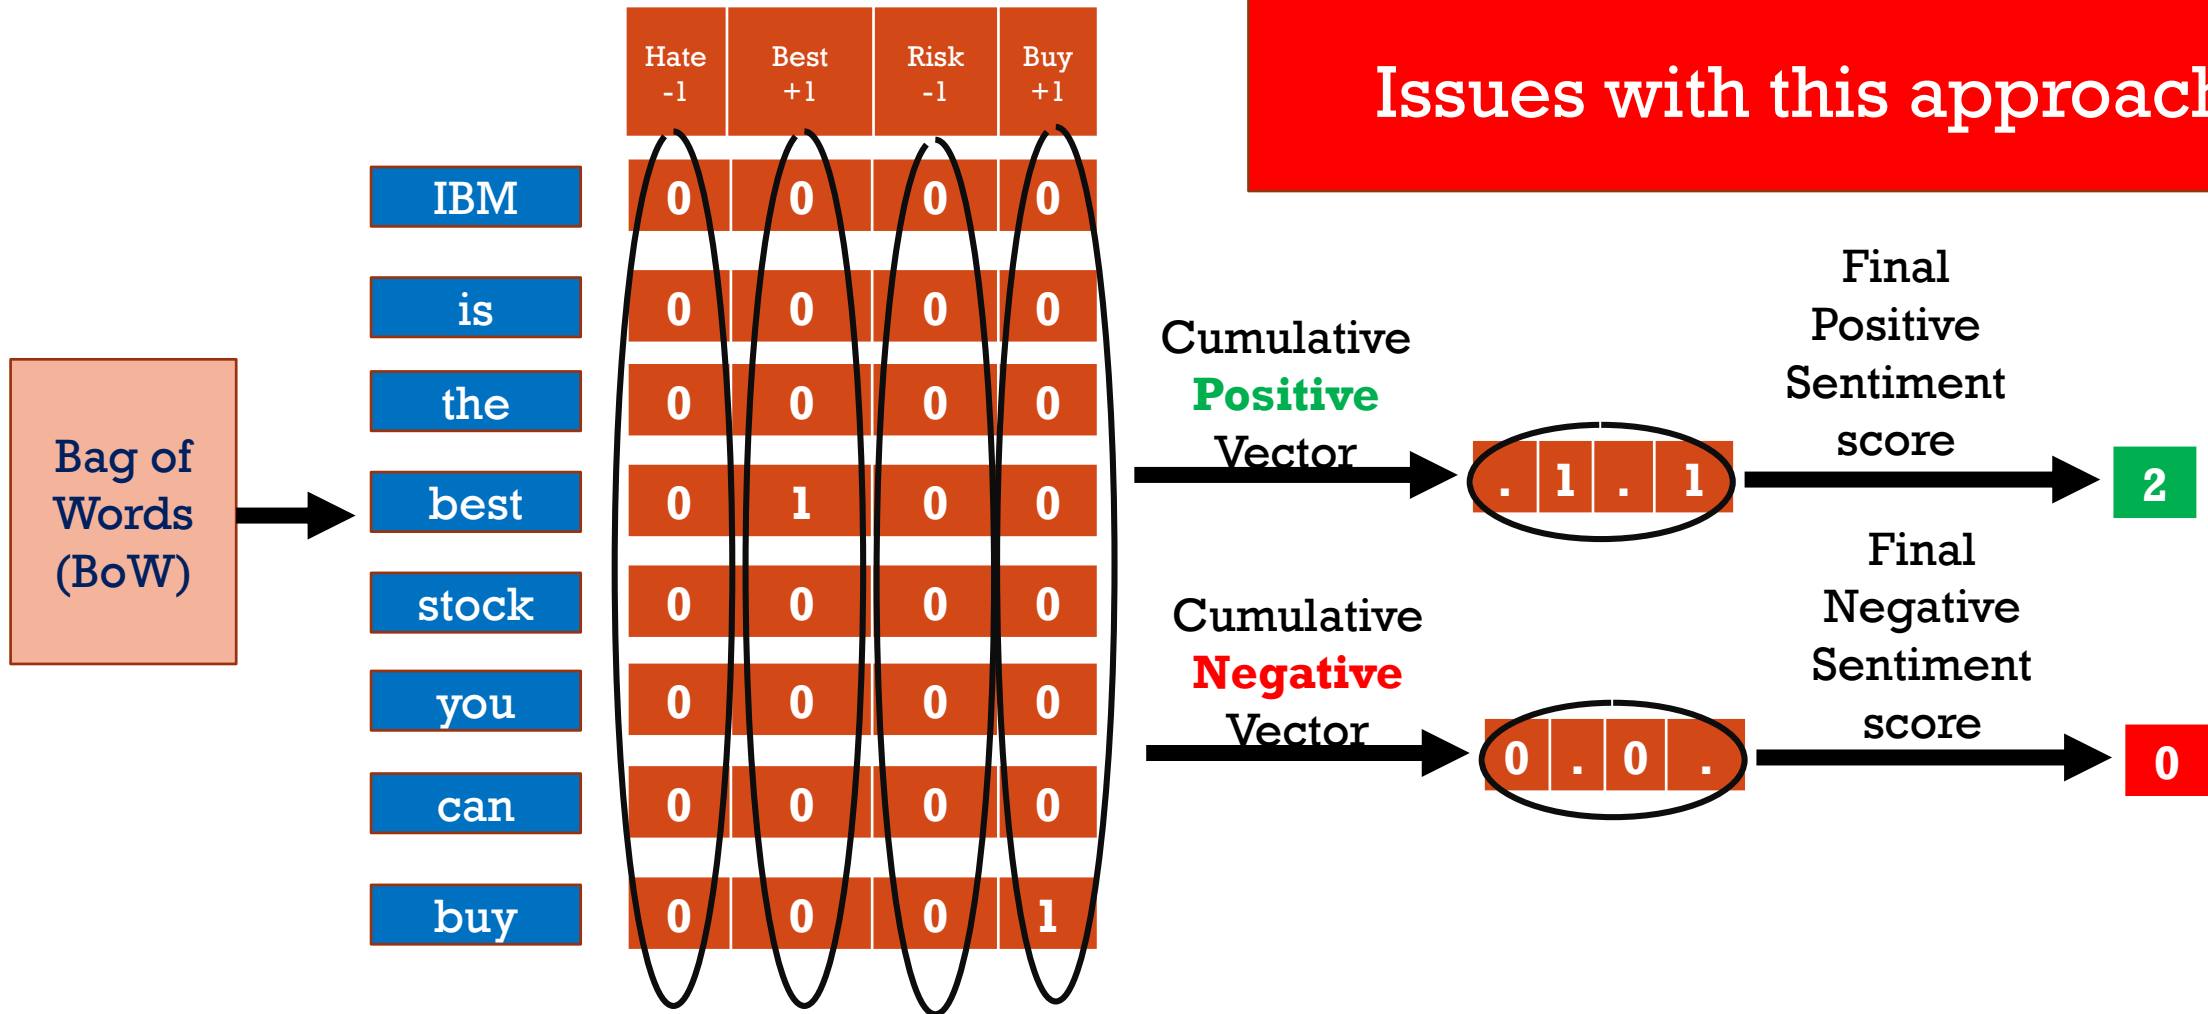 Issues with this approach
Hate Best Risk Buy
-1 +1 -1 +1
IBM 0 0 0 0
is 0 0 0 0
the 0 0 0 0
best 0 1 0 0
stock 0 0 0 0
you 0 0 0 0
can 0 0 0 0
buy 0 0 0 1
Bag of
Words
(BoW)
Cumulative
Positive
Vector
. 1 . 1
Final
Positive
Sentiment
score
2
Cumulative
Negative
Vector
0 . 0 .
Final
Negative
Sentiment
score
0